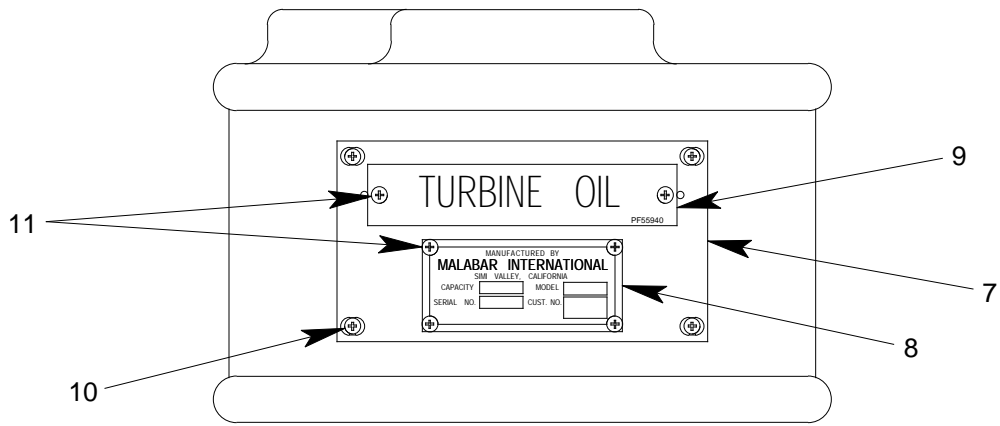 9
TURBINE OIL
PF55940
11
MANUFACTURED BY
MALABAR INTERNATIONAL
SIMI VALLEY, CALIFORNIA
CAPACITY MODEL
SERIAL NO. CUST. NO.
7
8
10